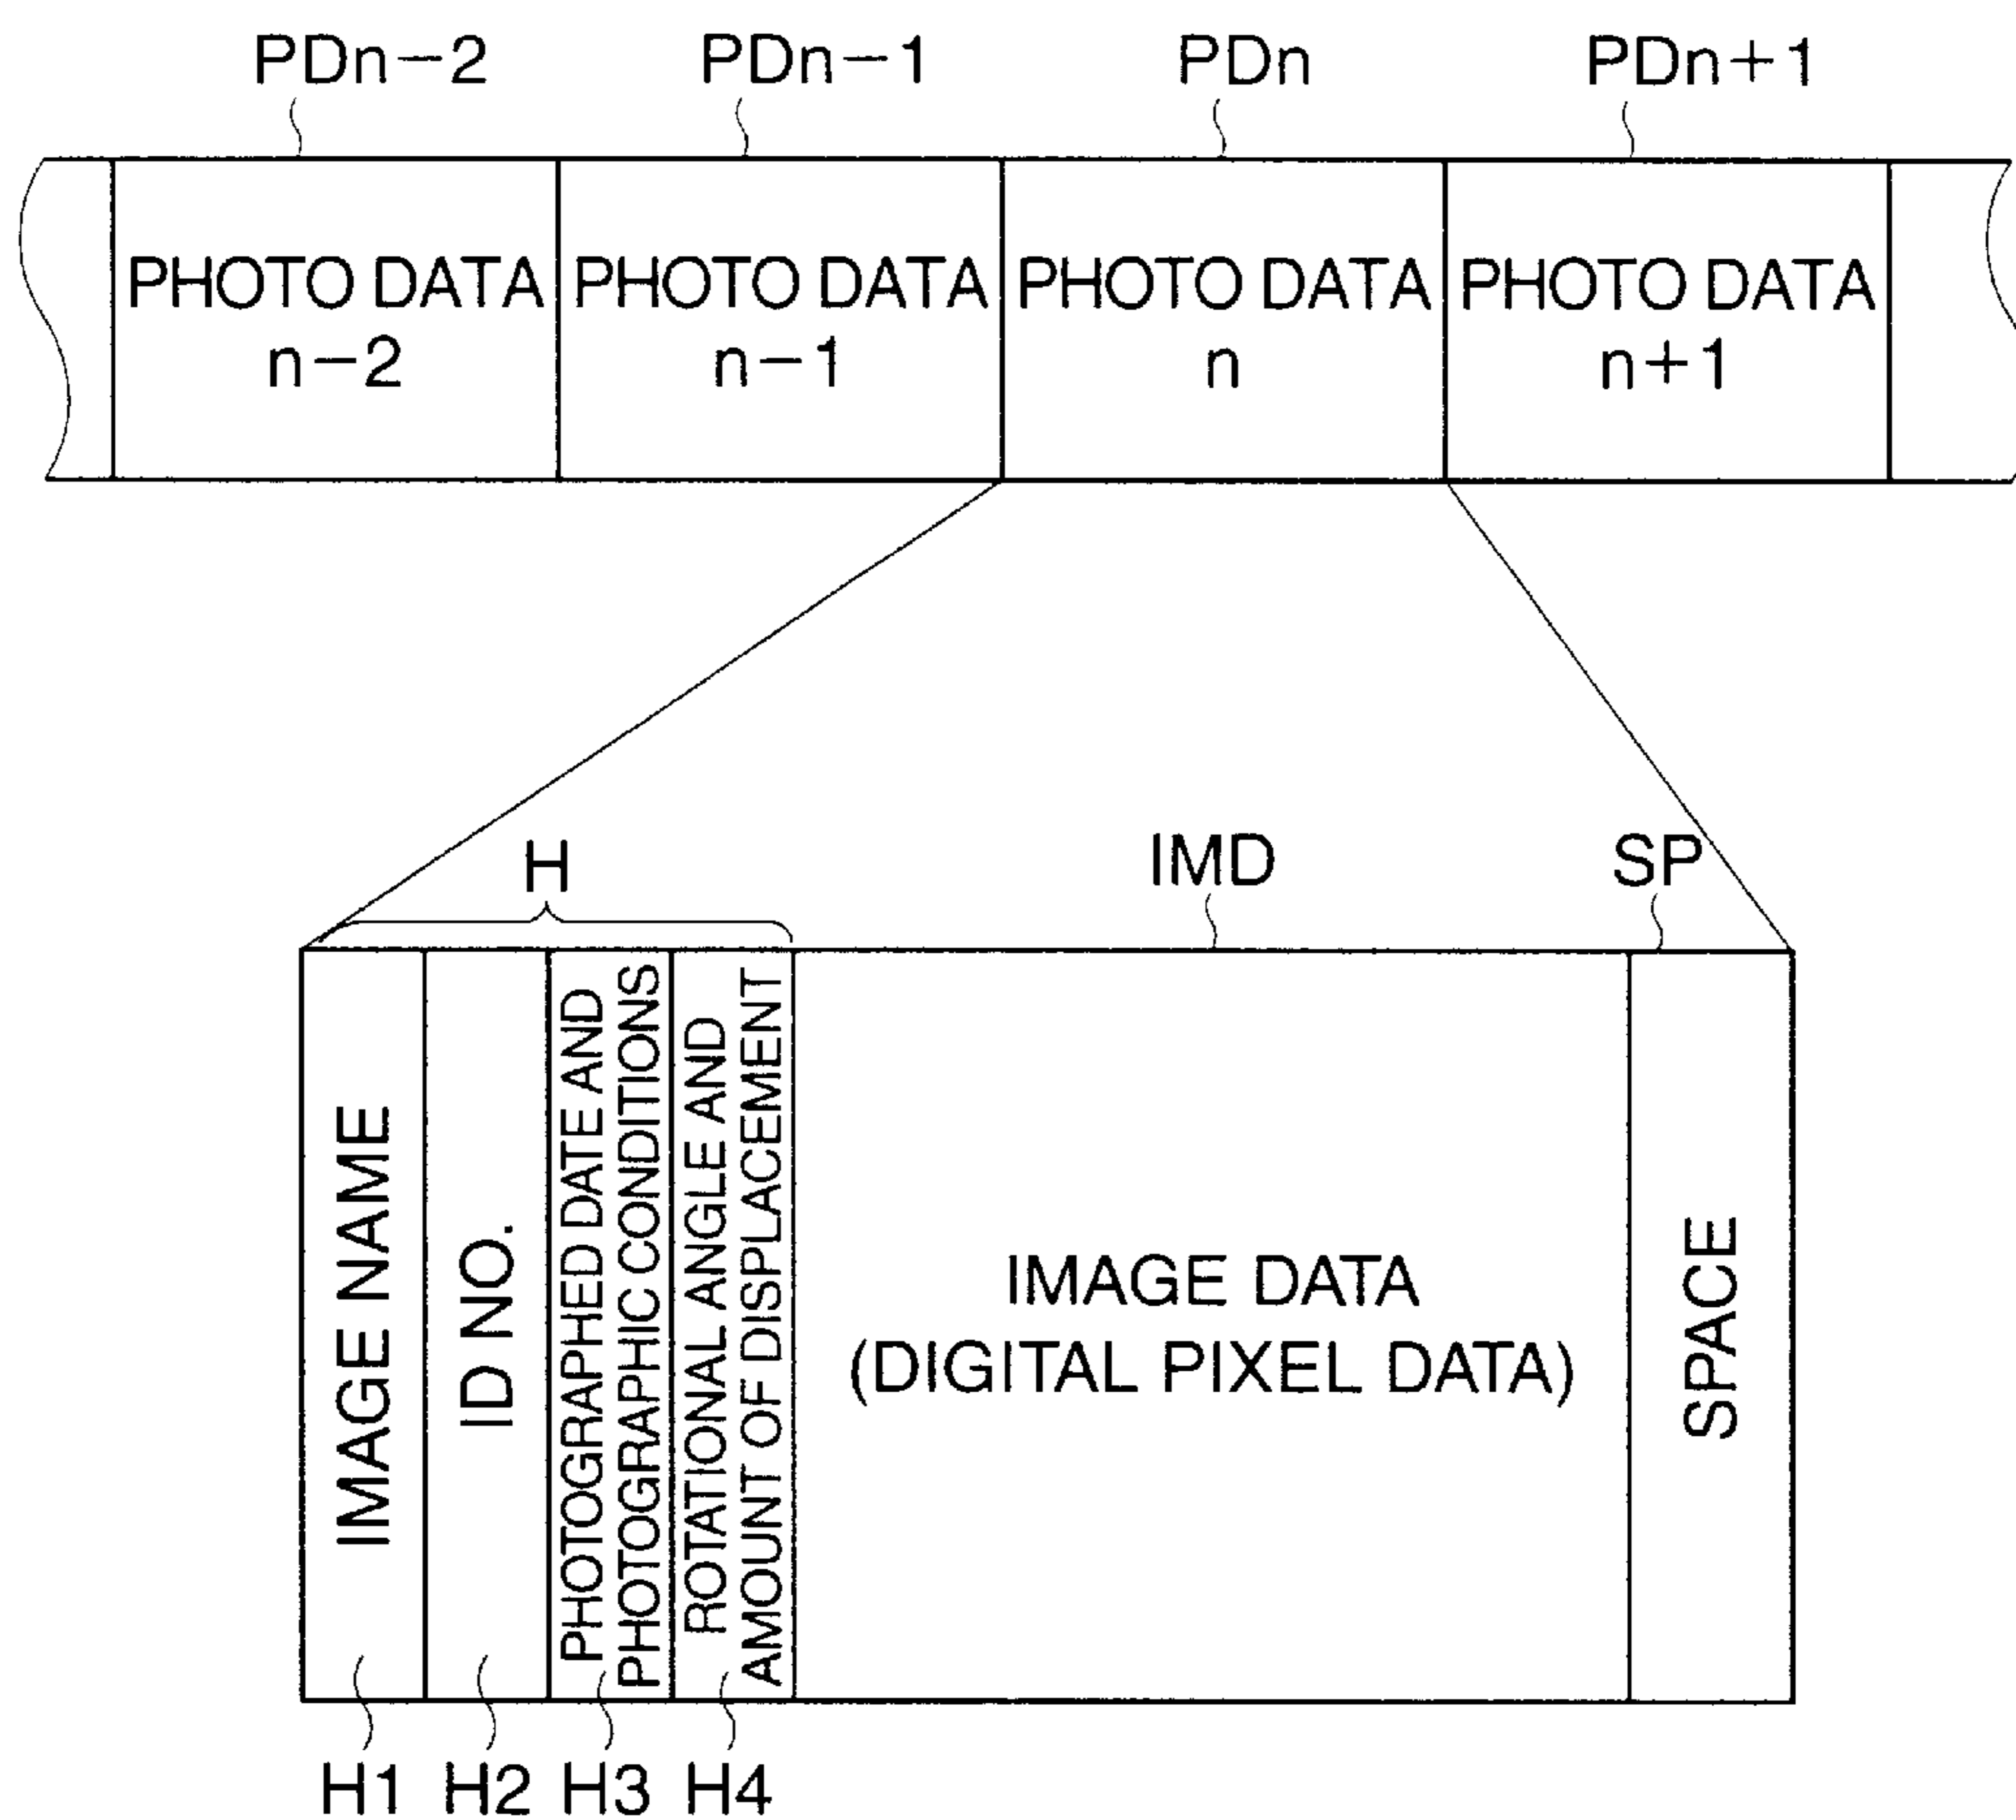 PDn−2
PDn−1
PDn
PDn+1
PHOTO DATA
n−2
PHOTO DATA
n−1
PHOTO DATA
n
PHOTO DATA
n+1
H
IMD
SP
IMAGE NAME
ID NO.
PHOTOGRAPHED DATE AND
PHOTOGRAPHIC CONDITIONS
ROTATIONAL ANGLE AND
AMOUNT OF DISPLACEMENT
IMAGE DATA
(DIGITAL PIXEL DATA)
SPACE
H1
H2
H3
H4